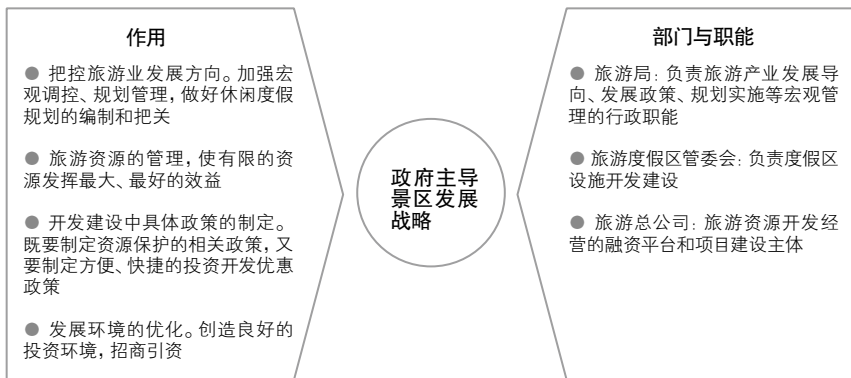 作用
● 把控旅游业发展方向。加强宏
观调控、规划管理，做好休闲度假
规划的编制和把关
● 旅游资源的管理，使有限的资
源发挥最大、最好的效益
● 开发建设中具体政策的制定。
既要制定资源保护的相关政策，又
要制定方便、快捷的投资开发优惠
政策
● 发展环境的优化。创造良好的
投资环境，招商引资
政府主导
景区发展
战略
部门与职能
● 旅游局：负责旅游产业发展导
向、发展政策、规划实施等宏观管
理的行政职能
● 旅游度假区管委会：负责度假区
设施开发建设
● 旅游总公司：旅游资源开发经
营的融资平台和项目建设主体